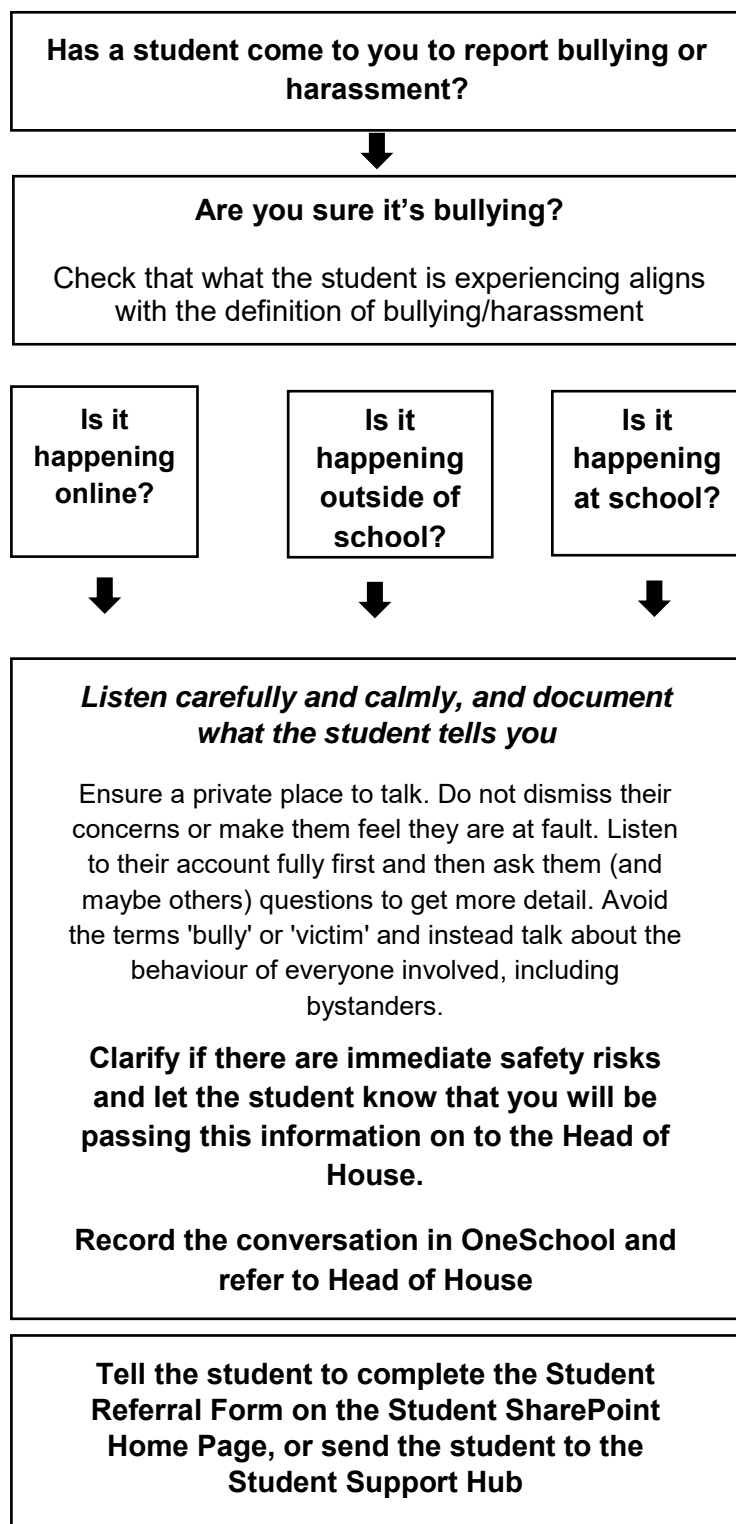 Has a student come to you to report bullying or
harassment?
Are you sure it’s bullying?
Check that what the student is experiencing aligns
with the definition of bullying/harassment
Is it
happening
online?
Is it
happening
outside of
school?
Is it
happening
at school?
Listen carefully and calmly, and document
what the student tells you
Ensure a private place to talk. Do not dismiss their
concerns or make them feel they are at fault. Listen
to their account fully first and then ask them (and
maybe others) questions to get more detail. Avoid
the terms 'bully' or 'victim' and instead talk about the
behaviour of everyone involved, including
bystanders.
Clarify if there are immediate safety risks
and let the student know that you will be
passing this information on to the Head of
House.
Record the conversation in OneSchool and
refer to Head of House
Tell the student to complete the Student
Referral Form on the Student SharePoint
Home Page, or send the student to the
Student Support Hub